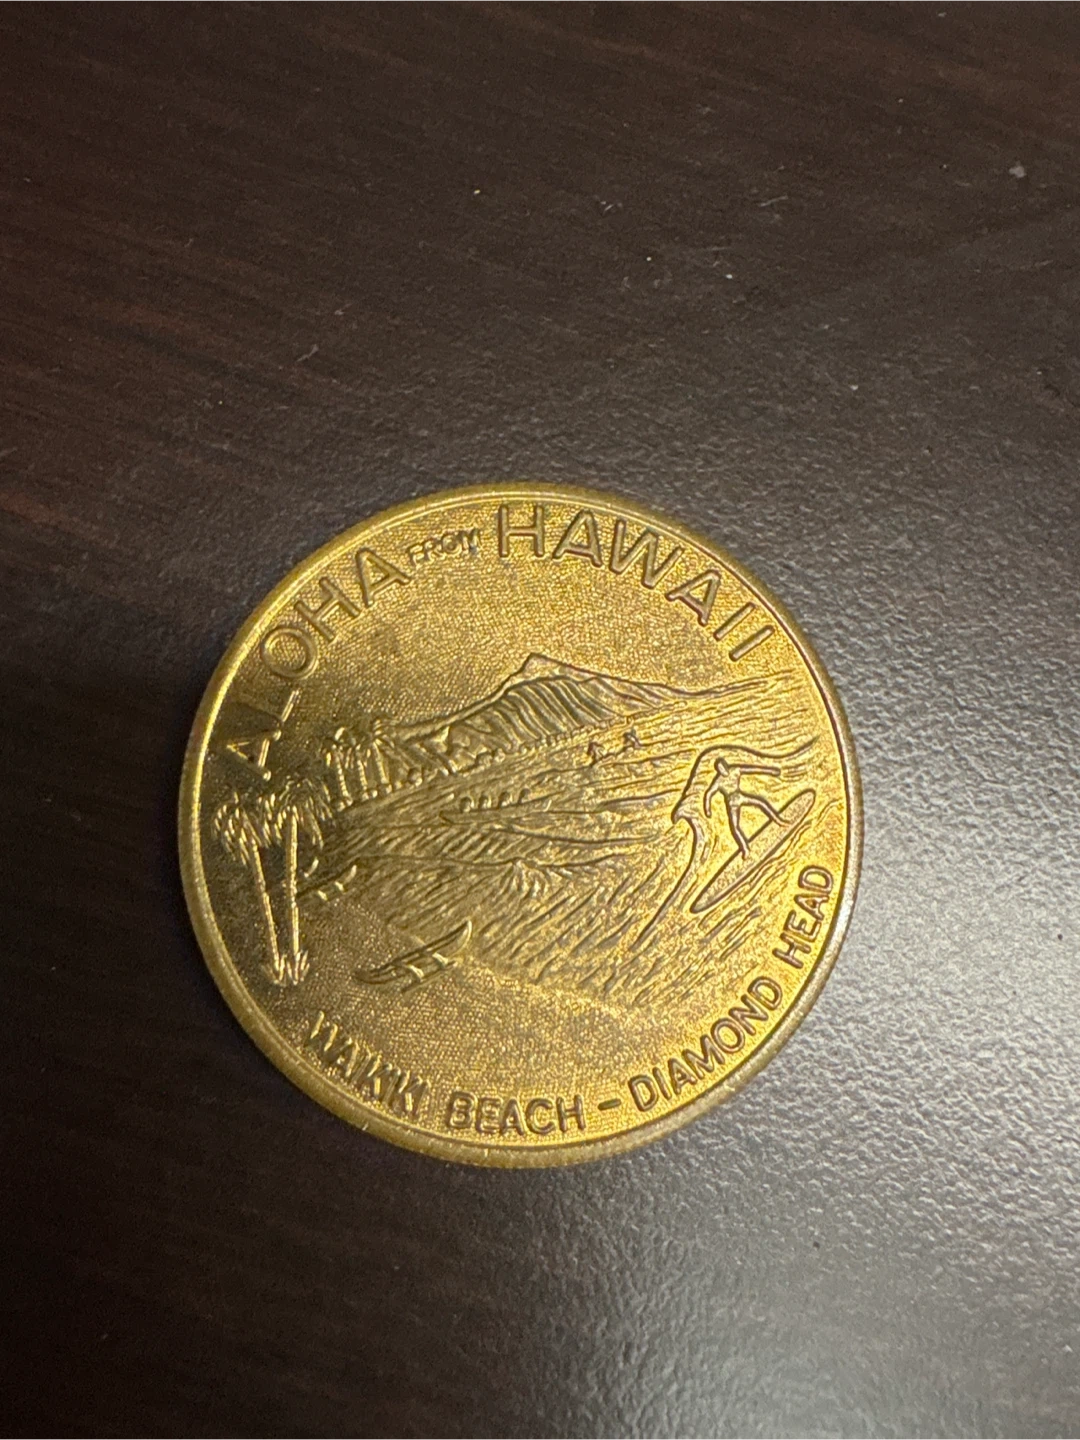 ALOHA FROM HAWAII
WAIKIKI BEACH - DIAMOND HEAD